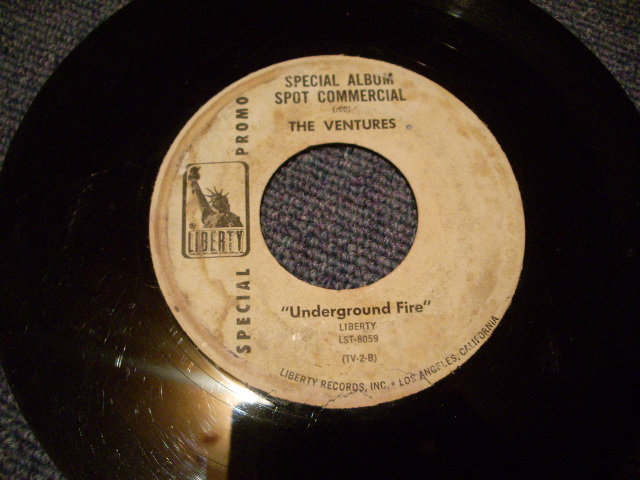 SPECIAL ALBUM
SPOT COMMERCIAL
(:60)
THE VENTURES
SPECIAL PROMO
LIBERTY
"Underground Fire"
LIBERTY
LST-8059
(TV-2-B)
LIBERTY RECORDS, INC. • LOS ANGELES, CALIFORNIA